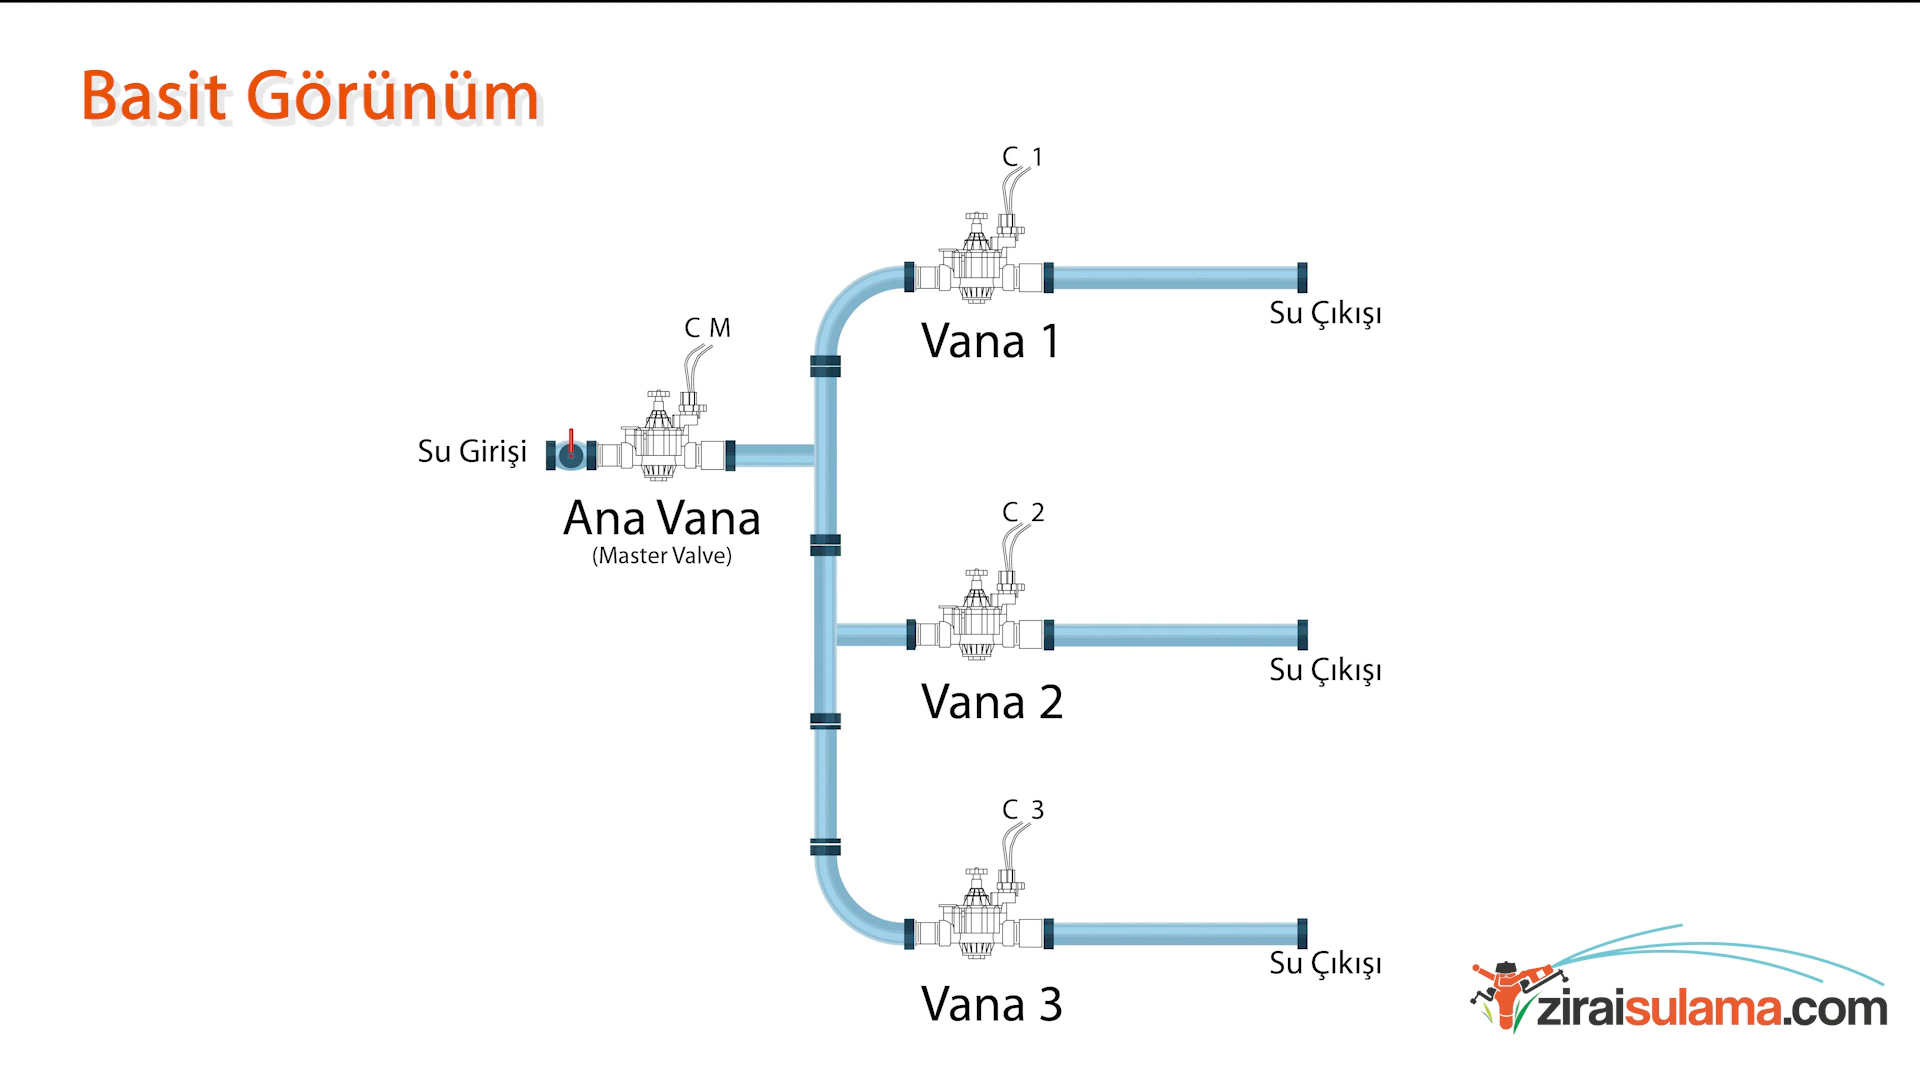 Basit Görünüm
C 1
Su Çıkışı
Vana 1
C M
Su Girişi
Ana Vana
(Master Valve)
C 2
Su Çıkışı
Vana 2
C 3
Su Çıkışı
Vana 3
ziraisulama.com